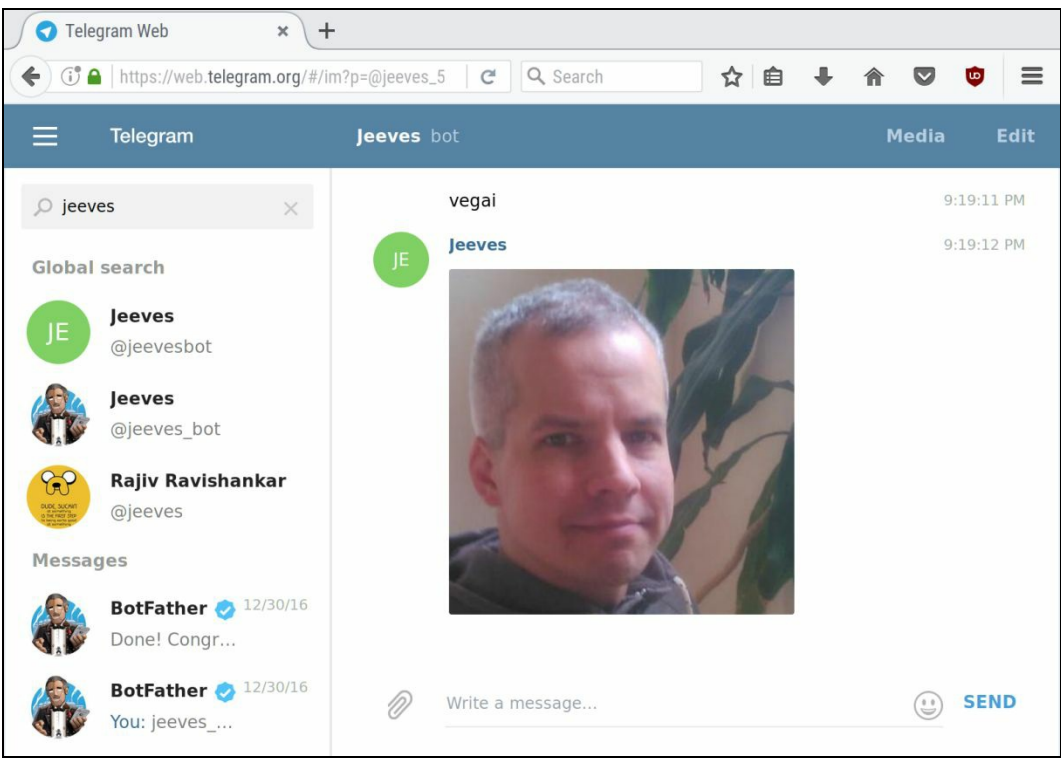 Telegram Web
https://web.telegram.org/#/im?p=@jeeves_5
Search
Telegram
Jeeves bot
Media
Edit
jeeves
Global search
JE
Jeeves
@jeevesbot
Jeeves
@jeeves_bot
Rajiv Ravishankar
@jeeves
Messages
BotFather 12/30/16
Done! Congr...
BotFather 12/30/16
You: jeeves_...
vegai
9:19:11 PM
JE
Jeeves
9:19:12 PM
Write a message...
SEND